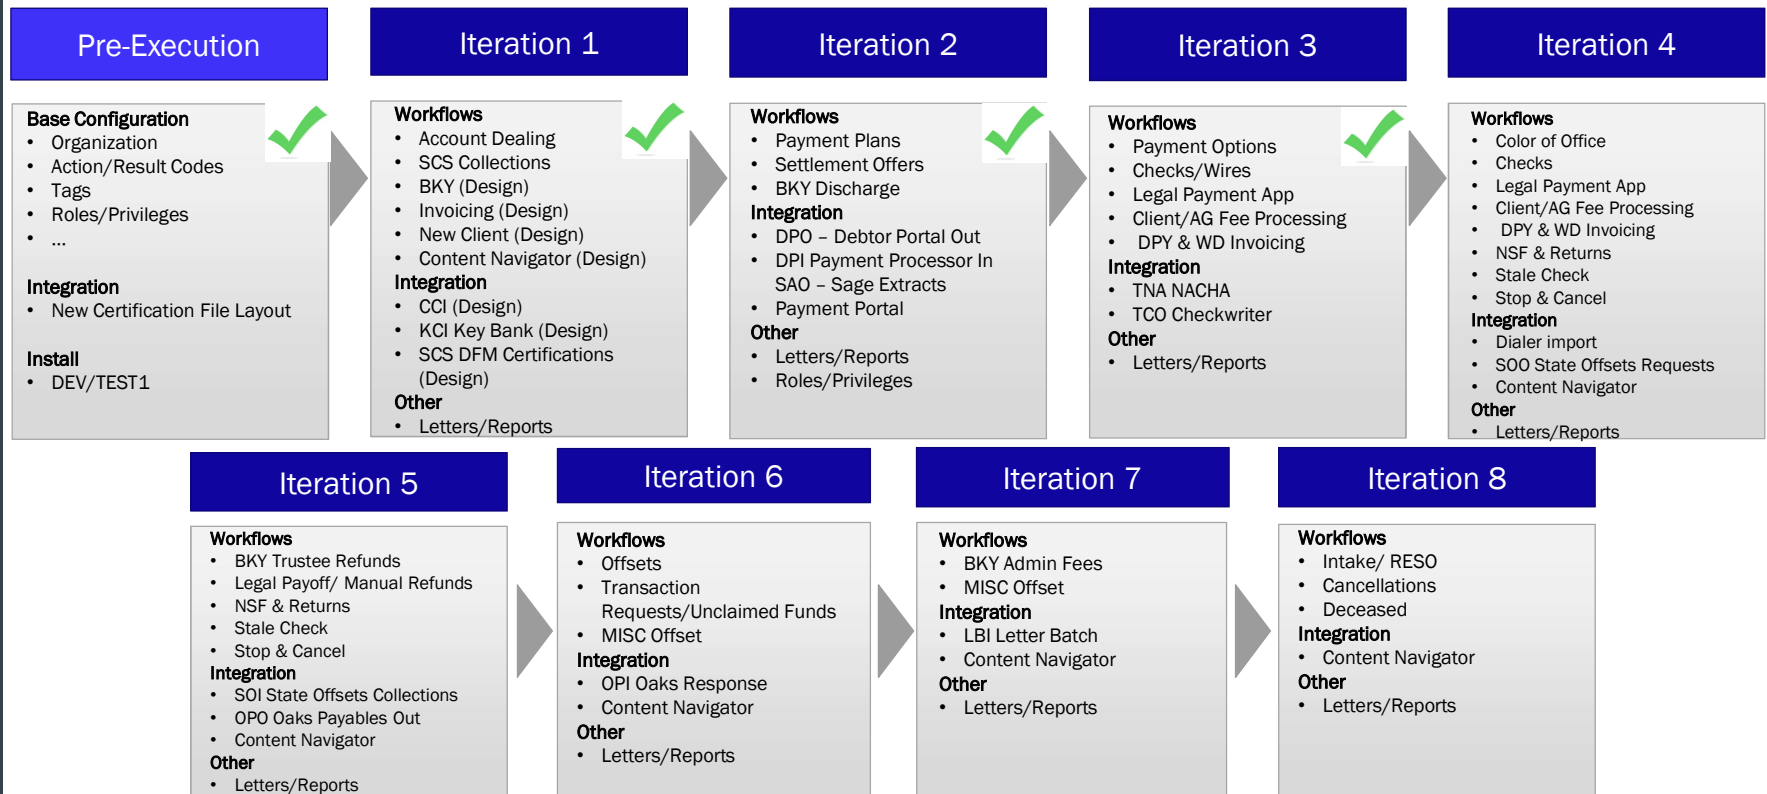 Pre-Execution
Base Configuration
• Organization
• Action/Result Codes
• Tags
• Roles/Privileges
• ...
Integration
• New Certification File Layout
Install
• DEV/TEST1
Iteration 1
Workflows
• Account Dealing
• SCS Collections
• BKY (Design)
• Invoicing (Design)
• New Client (Design)
• Content Navigator (Design)
Integration
• CCI (Design)
• KCI Key Bank (Design)
• SCS DFM Certifications
(Design)
Other
• Letters/Reports
Iteration 2
Workflows
• Payment Plans
• Settlement Offers
• BKY Discharge
Integration
• DPO – Debtor Portal Out
• DPI Payment Processor In
SAO – Sage Extracts
• Payment Portal
Other
• Letters/Reports
• Roles/Privileges
Iteration 3
Workflows
• Payment Options
• Checks/Wires
• Legal Payment App
• Client/AG Fee Processing
• DPY & WD Invoicing
Integration
• TNA NACHA
• TCO Checkwriter
Other
• Letters/Reports
Iteration 4
Workflows
• Color of Office
• Checks
• Legal Payment App
• Client/AG Fee Processing
• DPY & WD Invoicing
• NSF & Returns
• Stale Check
• Stop & Cancel
Integration
• Dialer import
• SOO State Offsets Requests
• Content Navigator
Other
• Letters/Reports
Iteration 5
Workflows
• BKY Trustee Refunds
• Legal Payoff/ Manual Refunds
• NSF & Returns
• Stale Check
• Stop & Cancel
Integration
• SOI State Offsets Collections
• OPO Oaks Payables Out
• Content Navigator
Other
• Letters/Reports
Iteration 6
Workflows
• Offsets
• Transaction
Requests/Unclaimed Funds
• MISC Offset
Integration
• OPI Oaks Response
• Content Navigator
Other
• Letters/Reports
Iteration 7
Workflows
• BKY Admin Fees
• MISC Offset
Integration
• LBI Letter Batch
• Content Navigator
Other
• Letters/Reports
Iteration 8
Workflows
• Intake/ RESO
• Cancellations
• Deceased
Integration
• Content Navigator
Other
• Letters/Reports